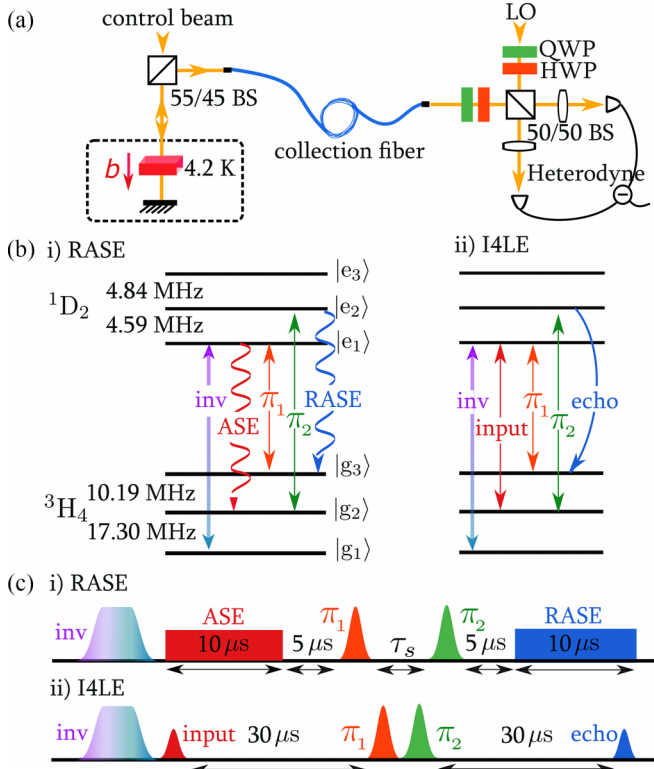 (a)
control beam
LO
QWP
HWP
55/45 BS
50/50 BS
collection fiber
b
4.2 K
Heterodyne
(b) i) RASE
ii) I4LE
|e₃⟩
¹D₂
4.84 MHz
|e₂⟩
4.59 MHz
|e₁⟩
inv
ASE
π₁
π₂
RASE
inv
input
π₁
π₂
echo
|g₃⟩
³H₄
10.19 MHz
|g₂⟩
17.30 MHz
|g₁⟩
(c) i) RASE
inv
ASE
10 μs
5 μs
π₁
τₛ
π₂
5 μs
RASE
10 μs
ii) I4LE
inv
input
30 μs
π₁
π₂
30 μs
echo